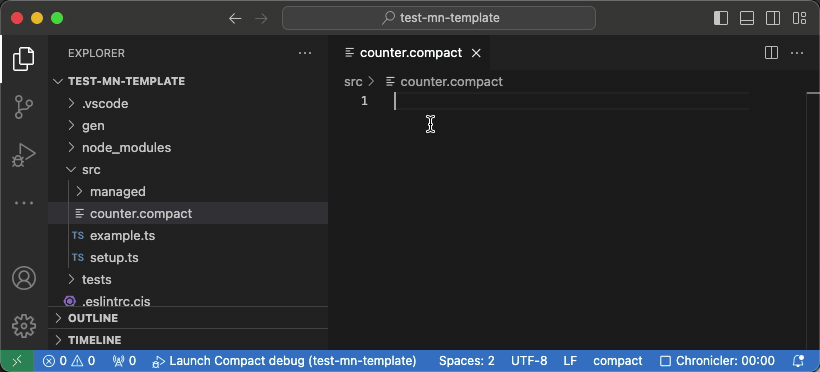 test-mn-template
EXPLORER
counter.compact
TEST-MN-TEMPLATE
.vscode
gen
node_modules
src
managed
counter.compact
TS example.ts
TS setup.ts
tests
.eslintrc.cjs
OUTLINE
TIMELINE
src > counter.compact
1
0 0 0 Launch Compact debug (test-mn-template) Spaces: 2 UTF-8 LF compact Chronicler: 00:00